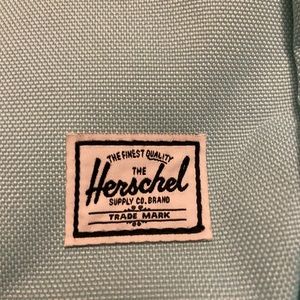 THE FINEST QUALITY
THE
Herschel
SUPPLY CO. BRAND
TRADE MARK